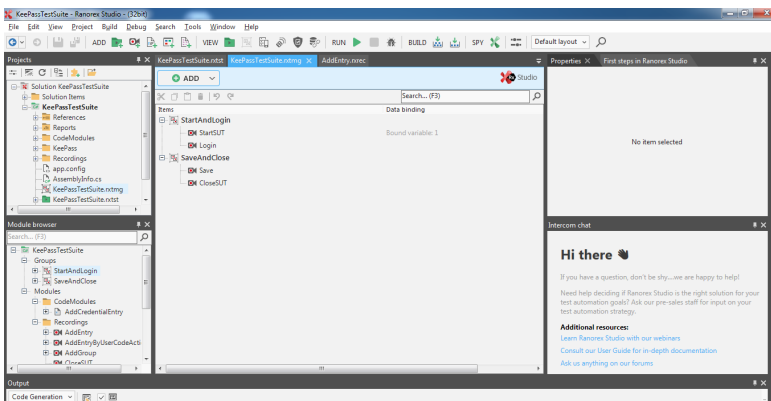 KeePassTestSuite - Ranorex Studio - (32bit)
File Edit View Project Build Debug Search Tools Window Help
ADD VIEW RUN BUILD SPY Default layout
Projects
KeePassTestSuite.rxtst KeePassTestSuite.rxtmg AddEntry.rxrec
Properties First steps in Ranorex Studio
ADD
Studio
Solution KeePassTestSuite
Solution Items
KeePassTestSuite
References
Reports
CodeModules
KeePass
Recordings
app.config
AssemblyInfo.cs
KeePassTestSuite.rxtmg
KeePassTestSuite.rxtst
Search... (F3)
Items Data binding
StartAndLogin
StartSUT Bound variable: 1
Login
SaveAndClose
Save
CloseSUT
No item selected
Module browser
Search... (F3)
KeePassTestSuite
Groups
StartAndLogin
SaveAndClose
Modules
CodeModules
AddCredentialEntry
Recordings
AddEntry
AddEntryByUserCodeActi
AddGroup
CloseSUT
Intercom chat
Hi there
If you have a question, don't be shy....we are happy to help!
Need help deciding if Ranorex Studio is the right solution for your
test automation goals? Ask our pre-sales staff for input on your
test automation strategy.
Additional resources:
Learn Ranorex Studio with our webinars
Consult our User Guide for in-depth documentation
Ask us anything on our forums
Output
Code Generation